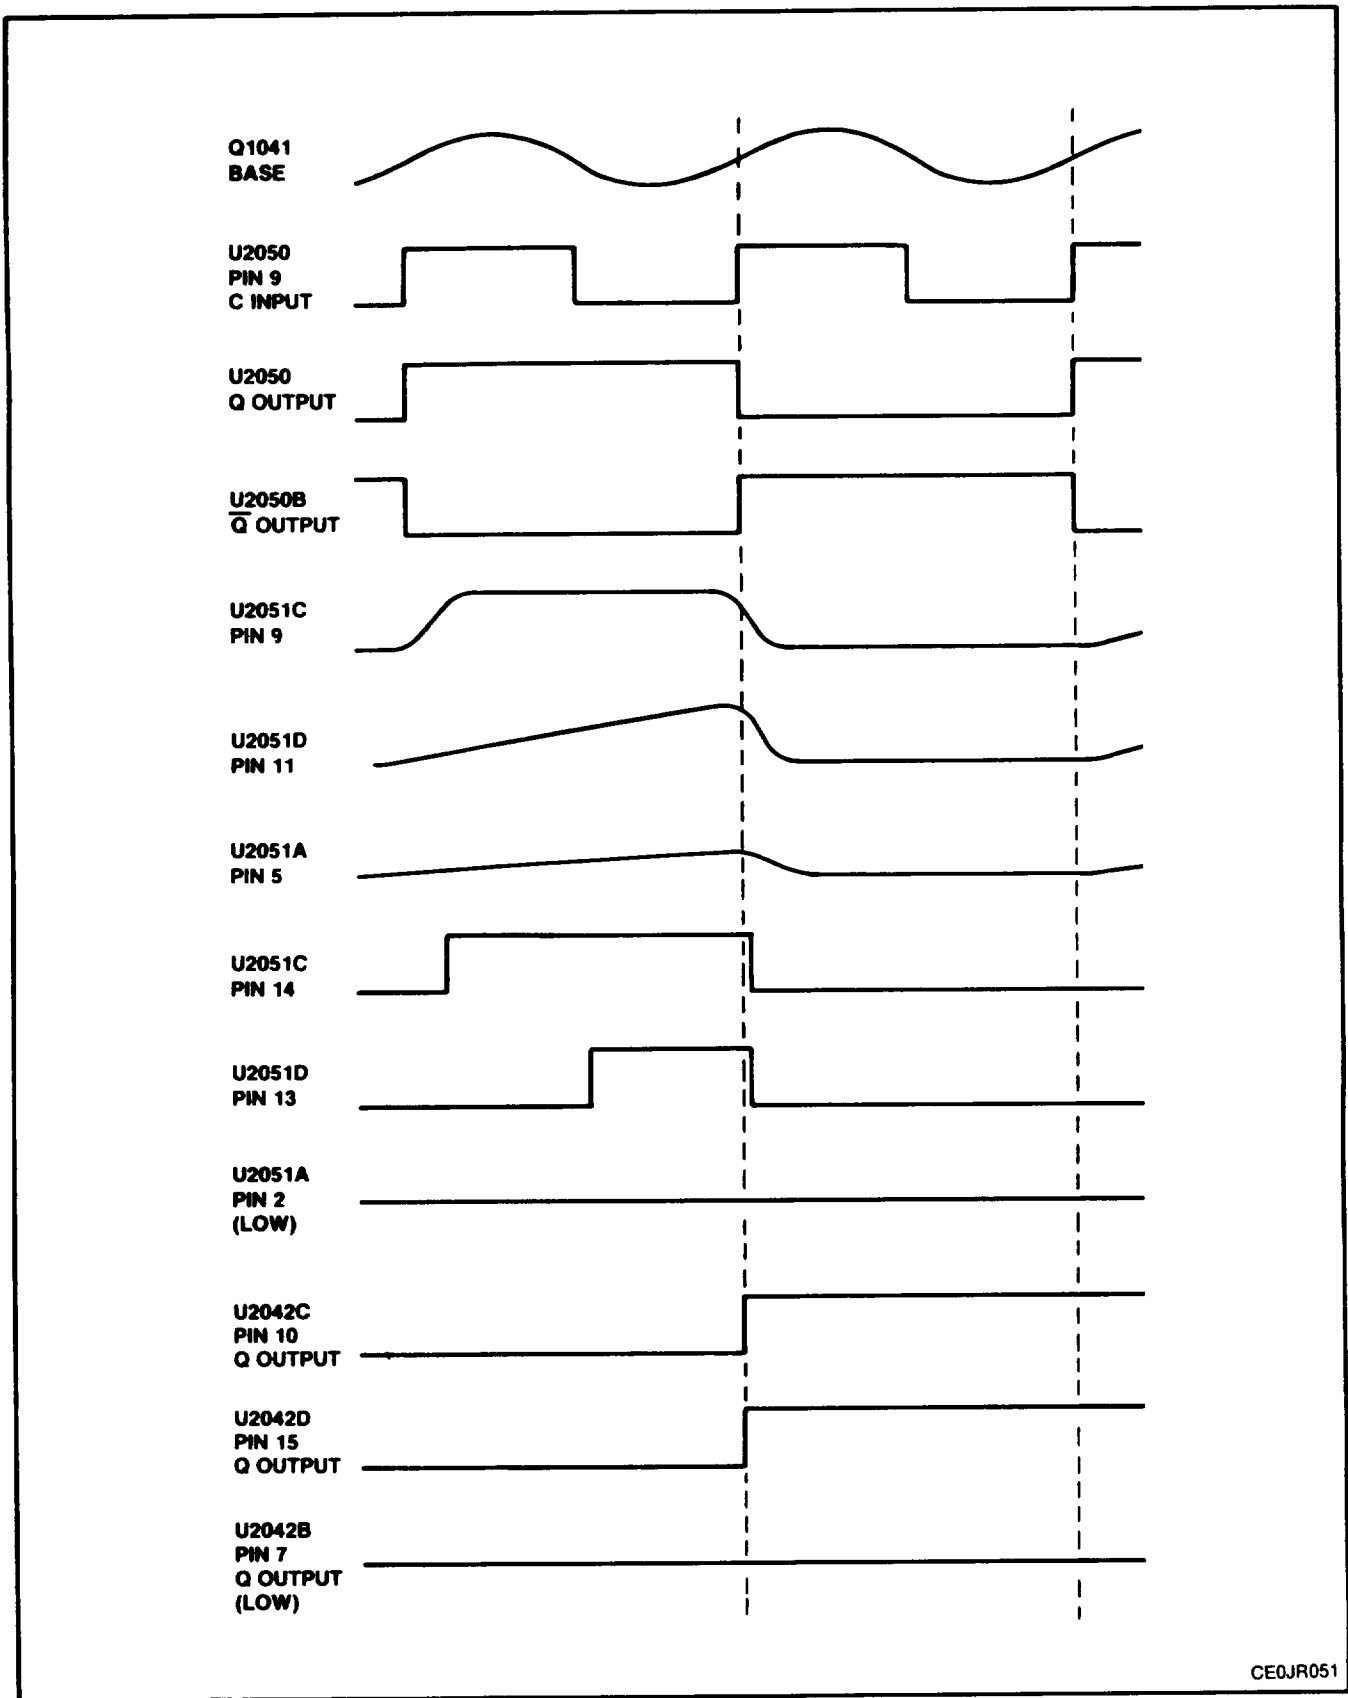 Q1041
BASE
U2050
PIN 9
C INPUT
U2050
Q OUTPUT
U2050B
Q̅ OUTPUT
U2051C
PIN 9
U2051D
PIN 11
U2051A
PIN 5
U2051C
PIN 14
U2051D
PIN 13
U2051A
PIN 2
(LOW)
U2042C
PIN 10
Q OUTPUT
U2042D
PIN 15
Q OUTPUT
U2042B
PIN 7
Q OUTPUT
(LOW)
CE0JR051